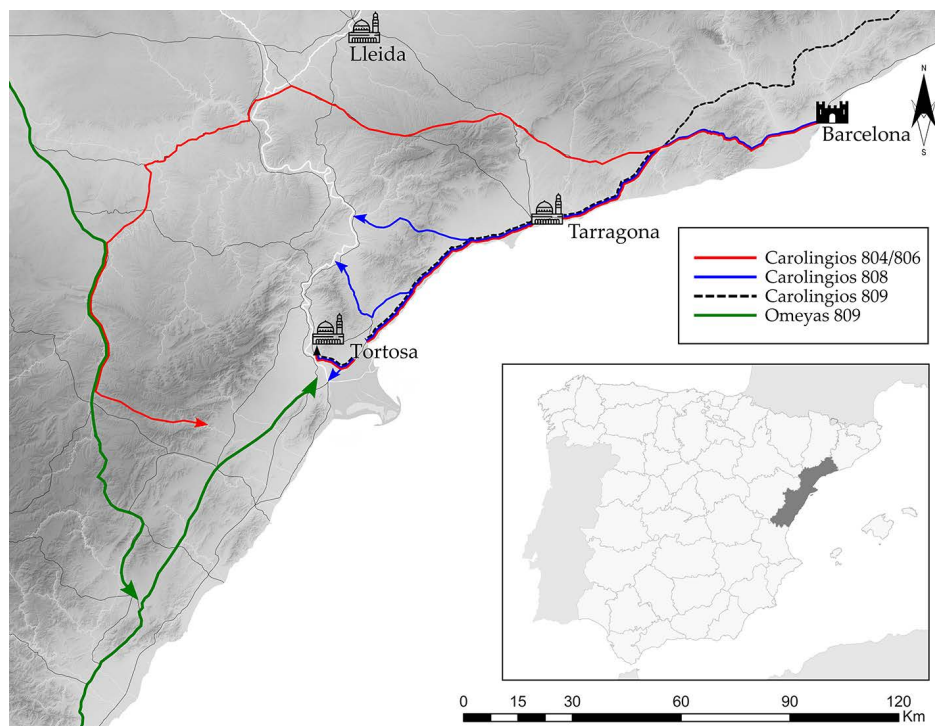 Lleida
Barcelona
N
S
Tarragona
Carolingios 804/806
Carolingios 808
Carolingios 809
Omeyas 809
Tortosa
0 15 30 60 90 120
Km